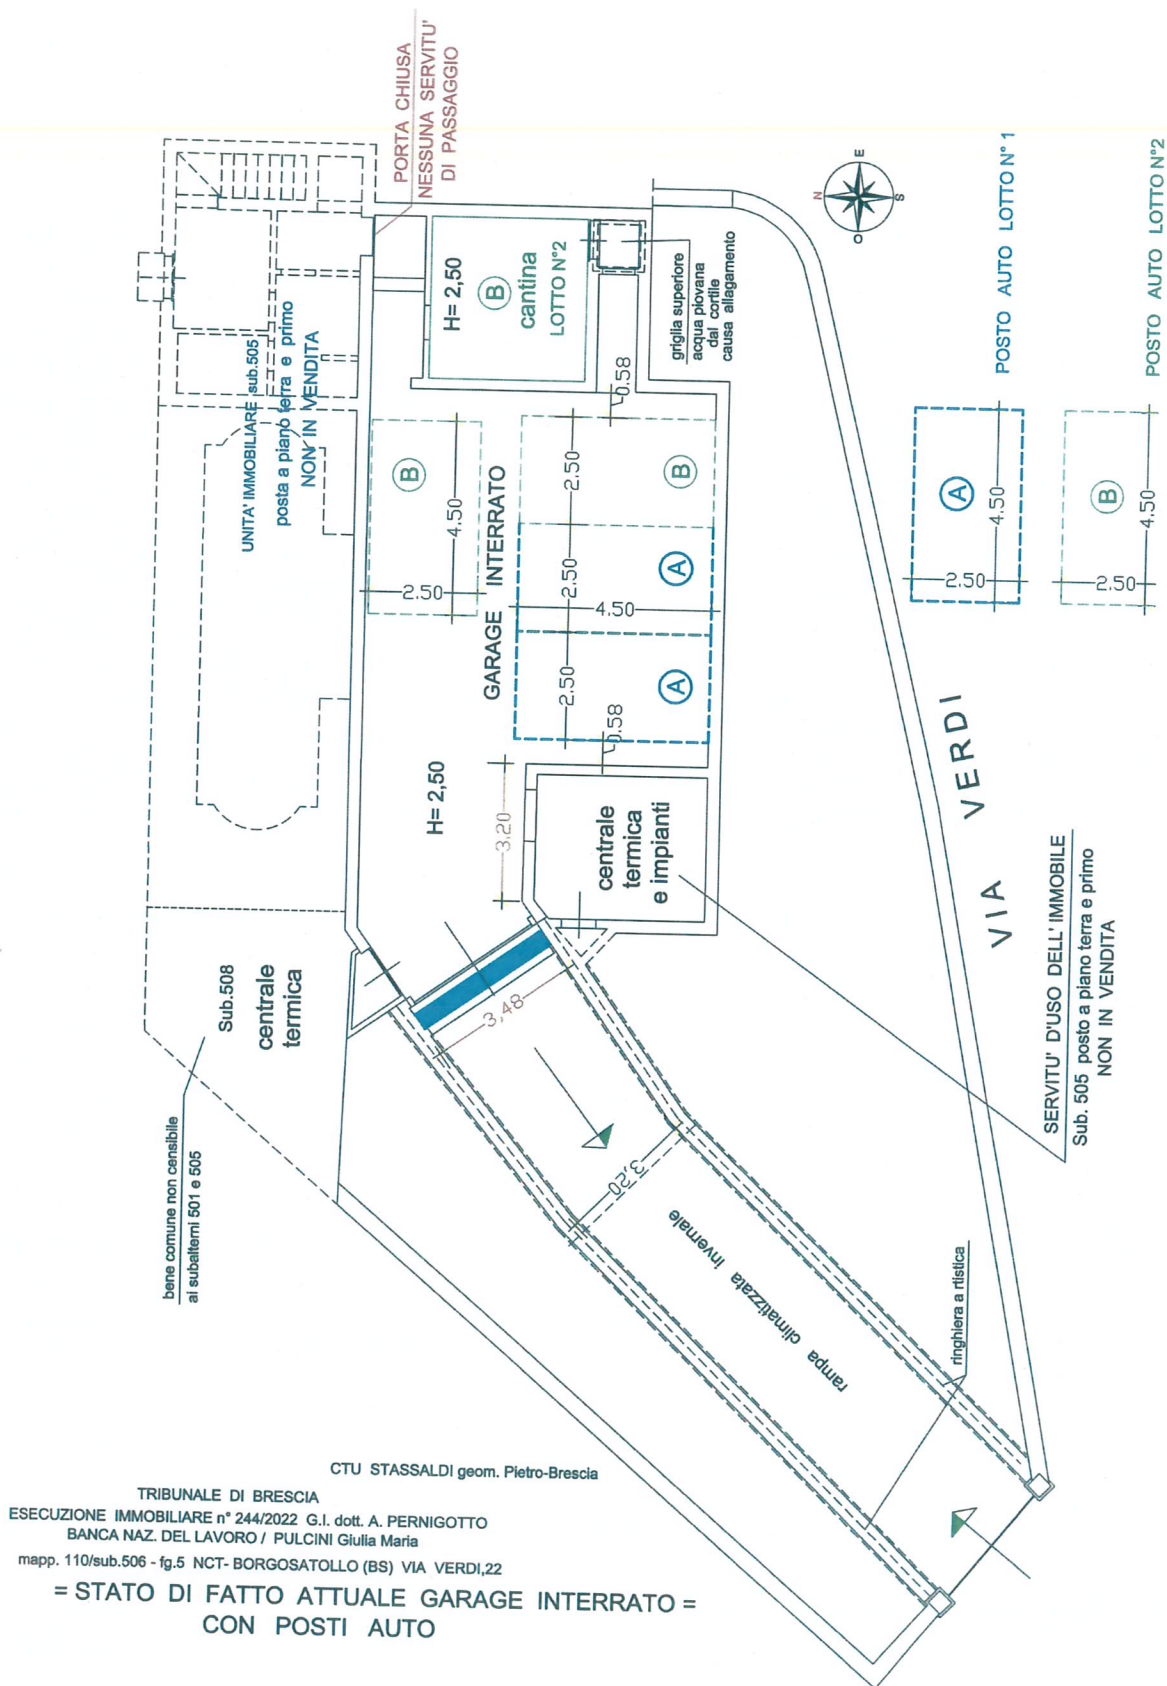 PORTA CHIUSA
NESSUNA SERVITU'
DI PASSAGGIO
UNITA' IMMOBILIARE sub.505
posta a piano terra e primo
NON IN VENDITA
H= 2,50
B
cantina
LOTTO N°2
griglia superiore
acqua piovana
dal cortile
causa allagamento
N
E
S
O
0.58
B
4.50
2.50
GARAGE INTERRATO
2.50
B
2.50
4.50
A
2.50
A
0.58
H= 2,50
3.20
centrale
termica
e impianti
POSTO AUTO LOTTO N° 1
A
4.50
2.50
POSTO AUTO LOTTO N°2
B
4.50
2.50
VIA VERDI
SERVITU' D'USO DELL' IMMOBILE
Sub. 505 posto a piano terra e primo
NON IN VENDITA
Sub.508
centrale
termica
bene comune non censibile
ai subalterni 501 e 505
3,48
3,20
rampa climatizzata invernale
ringhiera a rtistica
CTU STASSALDI geom. Pietro-Brescia
TRIBUNALE DI BRESCIA
ESECUZIONE IMMOBILIARE n° 244/2022 G.I. dott. A. PERNIGOTTO
BANCA NAZ. DEL LAVORO / PULCINI Giulia Maria
mapp. 110/sub.506 - fg.5 NCT- BORGOSATOLLO (BS) VIA VERDI,22
= STATO DI FATTO ATTUALE GARAGE INTERRATO =
CON POSTI AUTO